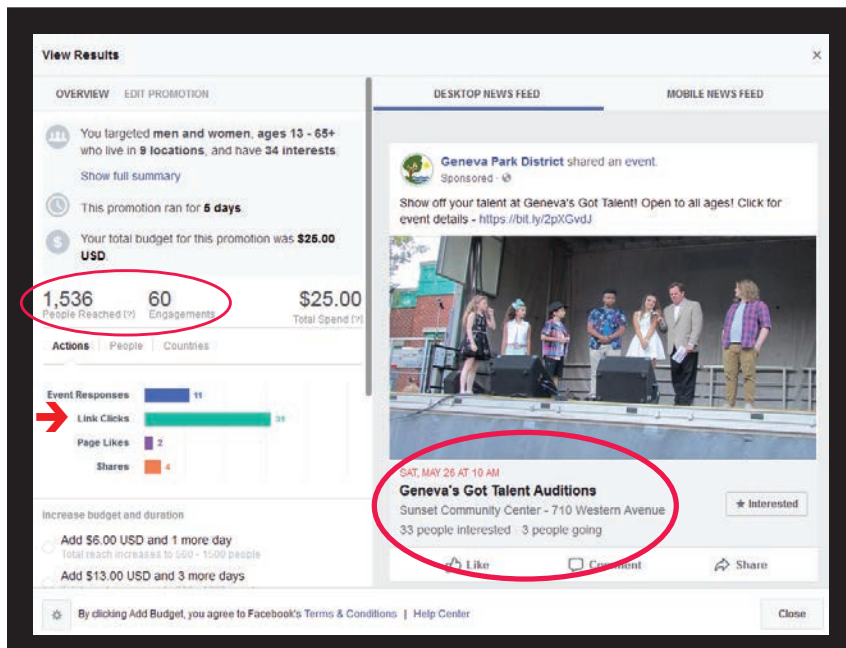 View Results
×
OVERVIEW EDIT PROMOTION
You targeted men and women, ages 13 - 65+
who live in 9 locations, and have 34 interests.
Show full summary
This promotion ran for 5 days.
Your total budget for this promotion was $25.00
USD.
1,536 60 $25.00
People Reached [?] Engagements Total Spend [?]
Actions People Countries
Event Responses 11
Link Clicks
Page Likes 2
Shares 4
Increase budget and duration
Add $6.00 USD and 1 more day
Total reach increases to 560 - 1500 people
Add $13.00 USD and 3 more days
By clicking Add Budget, you agree to Facebook's Terms & Conditions | Help Center
DESKTOP NEWS FEED MOBILE NEWS FEED
Geneva Park District shared an event.
Sponsored ·
Show off your talent at Geneva's Got Talent! Open to all ages! Click for
event details - https://bit.ly/2pXGvdJ
SAT, MAY 26 AT 10 AM
Geneva's Got Talent Auditions
Sunset Community Center - 710 Western Avenue
33 people interested · 3 people going
★ Interested
Like Comment Share
Close